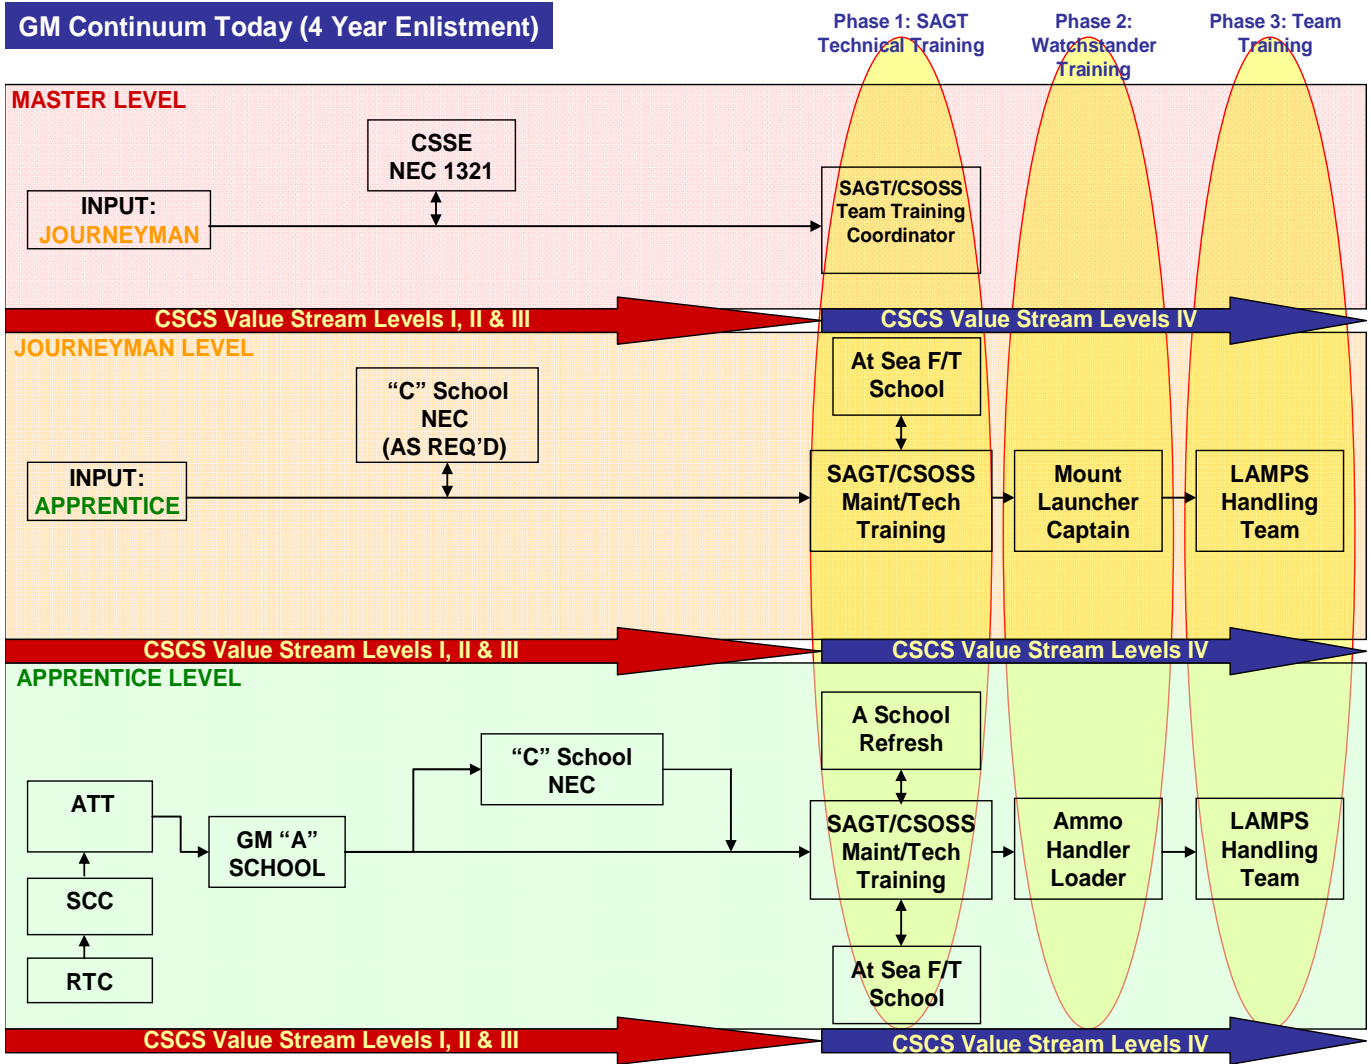 GM Continuum Today (4 Year Enlistment)
Phase 1: SAGT
Technical Training
Phase 2:
Watchstander
Training
Phase 3: Team
Training
MASTER LEVEL
CSSE
NEC 1321
INPUT:
JOURNEYMAN
SAGT/CSOSS
Team Training
Coordinator
CSCS Value Stream Levels I, II & III
CSCS Value Stream Levels IV
JOURNEYMAN LEVEL
At Sea F/T
School
“C” School
NEC
(AS REQ’D)
INPUT:
APPRENTICE
SAGT/CSOSS
Maint/Tech
Training
Mount
Launcher
Captain
LAMPS
Handling
Team
CSCS Value Stream Levels I, II & III
CSCS Value Stream Levels IV
APPRENTICE LEVEL
A School
Refresh
“C” School
NEC
ATT
GM “A”
SCHOOL
SAGT/CSOSS
Maint/Tech
Training
Ammo
Handler
Loader
LAMPS
Handling
Team
SCC
RTC
At Sea F/T
School
CSCS Value Stream Levels I, II & III
CSCS Value Stream Levels IV